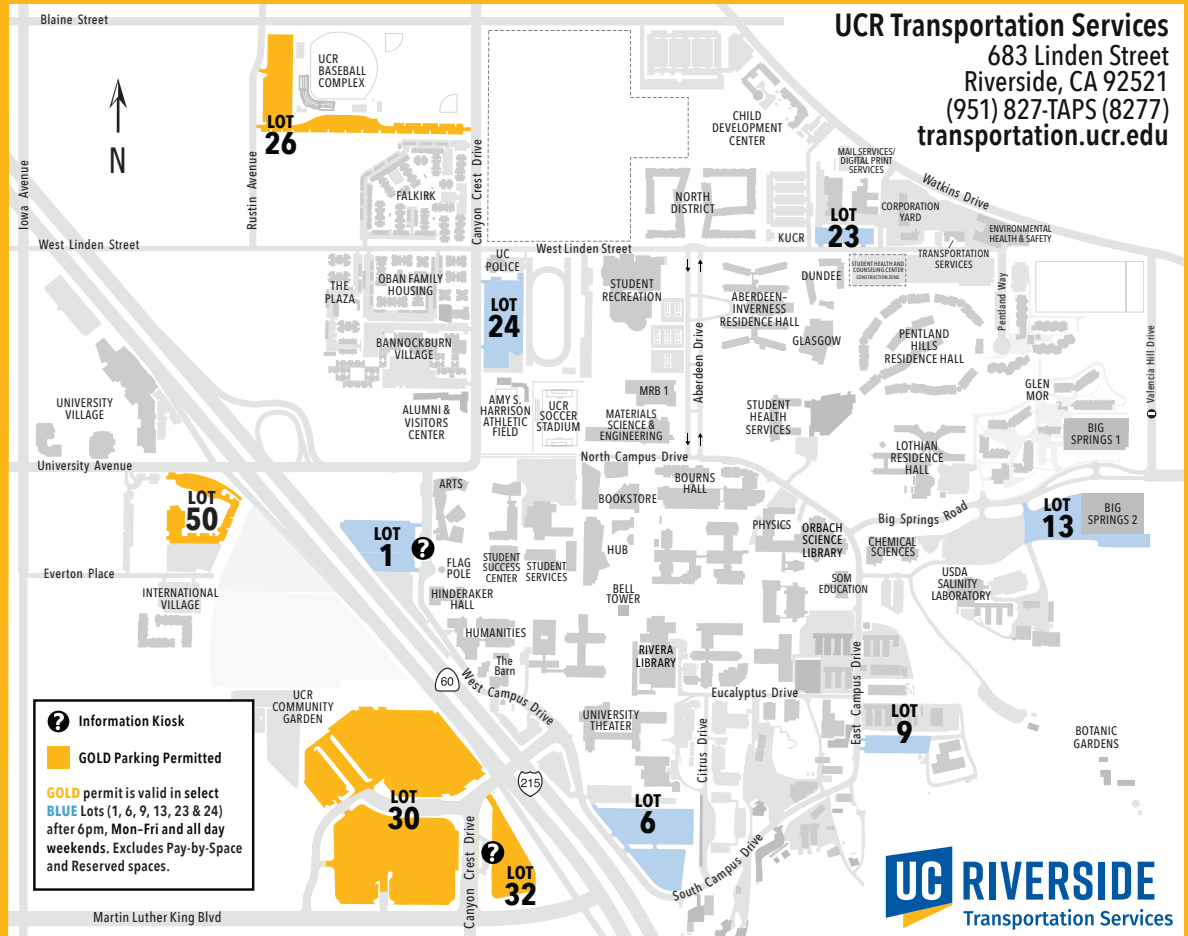 Blaine Street
UCR Transportation Services
683 Linden Street
Riverside, CA 92521
(951) 827-TAPS (8277)
transportation.ucr.edu
UCR
BASEBALL
COMPLEX
LOT
26
N
CHILD
DEVELOPMENT
CENTER
MAIL SERVICES/
DIGITAL PRINT
SERVICES
Watkins Drive
Iowa Avenue
Rustin Avenue
Canyon Crest Drive
FALKIRK
NORTH
DISTRICT
LOT
23
CORPORATION
YARD
ENVIRONMENTAL
HEALTH & SAFETY
KUCR
TRANSPORTATION
SERVICES
West Linden Street
West Linden Street
UC
POLICE
STUDENT HEALTH AND
COUNSELING CENTER
CONSTRUCTION ZONE
THE
PLAZA
OBAN FAMILY
HOUSING
LOT
24
STUDENT
RECREATION
DUNDEE
ABERDEEN–
INVERNESS
RESIDENCE HALL
Pentland Way
BANNOCKBURN
VILLAGE
GLASGOW
PENTLAND
HILLS
RESIDENCE HALL
Aberdeen Drive
Valencia Hill Drive
UNIVERSITY
VILLAGE
ALUMNI &
VISITORS
CENTER
AMY S.
HARRISON
ATHLETIC
FIELD
UCR
SOCCER
STADIUM
MRB 1
MATERIALS
SCIENCE &
ENGINEERING
STUDENT
HEALTH
SERVICES
GLEN
MOR
BIG
SPRINGS 1
LOTHIAN
RESIDENCE
HALL
University Avenue
North Campus Drive
LOT
50
ARTS
BOOKSTORE
BOURNS
HALL
LOT
1
?
PHYSICS
ORBACH
SCIENCE
LIBRARY
Big Springs Road
LOT
13
BIG
SPRINGS 2
CHEMICAL
SCIENCES
FLAG
POLE
STUDENT
SUCCESS
CENTER
STUDENT
SERVICES
HUB
Everton Place
INTERNATIONAL
VILLAGE
HINDERAKER
HALL
BELL
TOWER
SOM
EDUCATION
USDA
SALINITY
LABORATORY
HUMANITIES
The
Barn
RIVERA
LIBRARY
60
West Campus Drive
Eucalyptus Drive
East Campus Drive
UCR
COMMUNITY
GARDEN
UNIVERSITY
THEATER
Citrus Drive
LOT
9
BOTANIC
GARDENS
? Information Kiosk
GOLD Parking Permitted
GOLD permit is valid in select
BLUE Lots (1, 6, 9, 13, 23 & 24)
after 6pm, Mon–Fri and all day
weekends. Excludes Pay-by-Space
and Reserved spaces.
215
LOT
30
LOT
6
?
LOT
32
Canyon Crest Drive
South Campus Drive
Martin Luther King Blvd
UC RIVERSIDE
Transportation Services